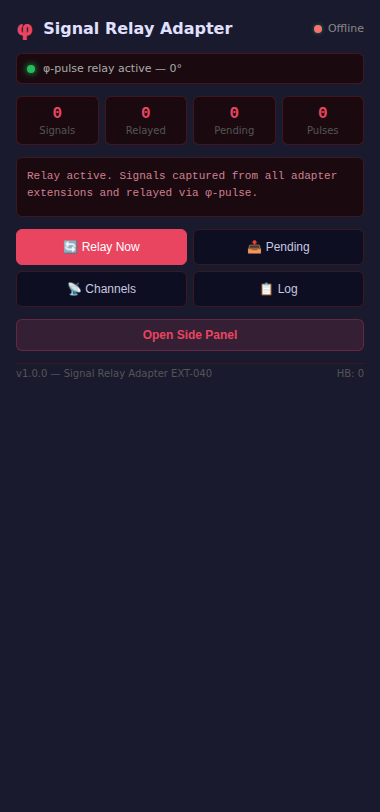 φ Signal Relay Adapter Offline
φ-pulse relay active — 0°
0 0 0 0
Signals Relayed Pending Pulses
Relay active. Signals captured from all adapter
extensions and relayed via φ-pulse.
🔄 Relay Now 📤 Pending
📡 Channels 📋 Log
Open Side Panel
v1.0.0 — Signal Relay Adapter EXT-040 HB: 0